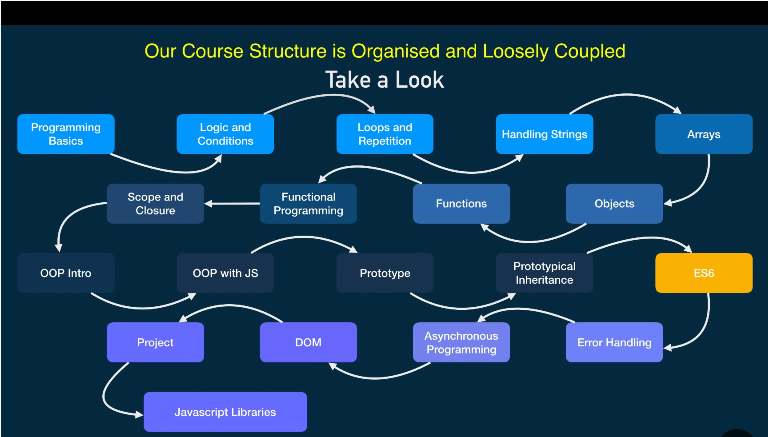 Our Course Structure is Organised and Loosely Coupled
Take a Look
Programming
Basics
Logic and
Conditions
Loops and
Repetition
Handling Strings
Arrays
Objects
Functions
Functional
Programming
Scope and
Closure
OOP Intro
OOP with JS
Prototype
Prototypical
Inheritance
ES6
Error Handling
Asynchronous
Programming
DOM
Project
Javascript Libraries